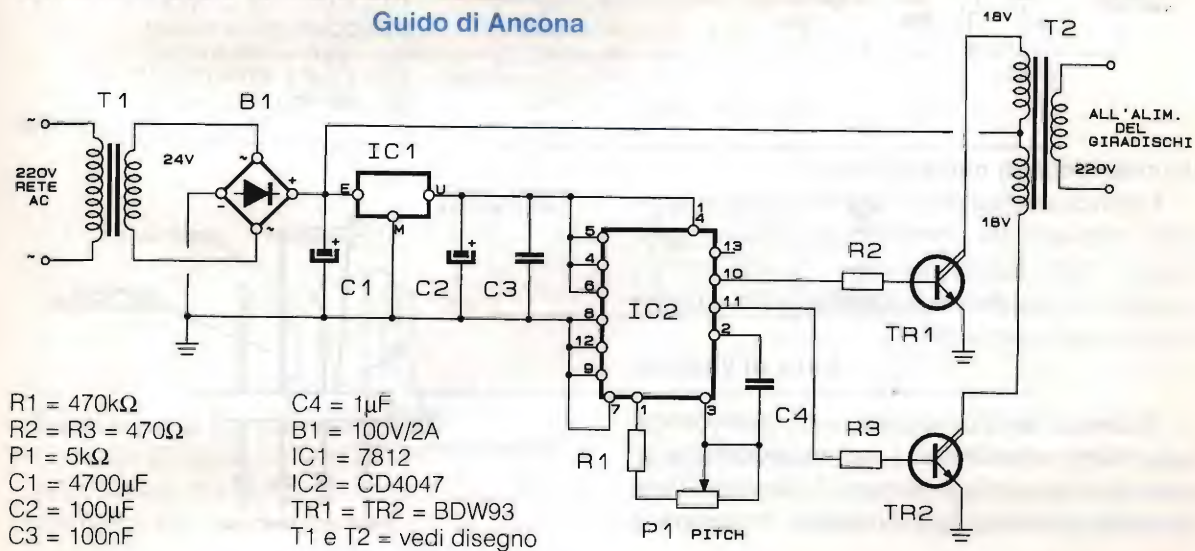 Guido di Ancona
18V
T2
T1
B1
ALL'ALIM.
DEL
GIRADISCHI
24V
IC1
220V
RETE
AC
~
~
~
~
-
+
E
U
M
+
+
220V
18V
1
4
5
4
6
8
12
9
7
1
3
13
10
11
2
IC2
C1
C2
C3
R2
TR1
C4
R3
R1
TR2
P1 PITCH
R1 = 470kΩ
R2 = R3 = 470Ω
P1 = 5kΩ
C1 = 4700µF
C2 = 100µF
C3 = 100nF
C4 = 1µF
B1 = 100V/2A
IC1 = 7812
IC2 = CD4047
TR1 = TR2 = BDW93
T1 e T2 = vedi disegno